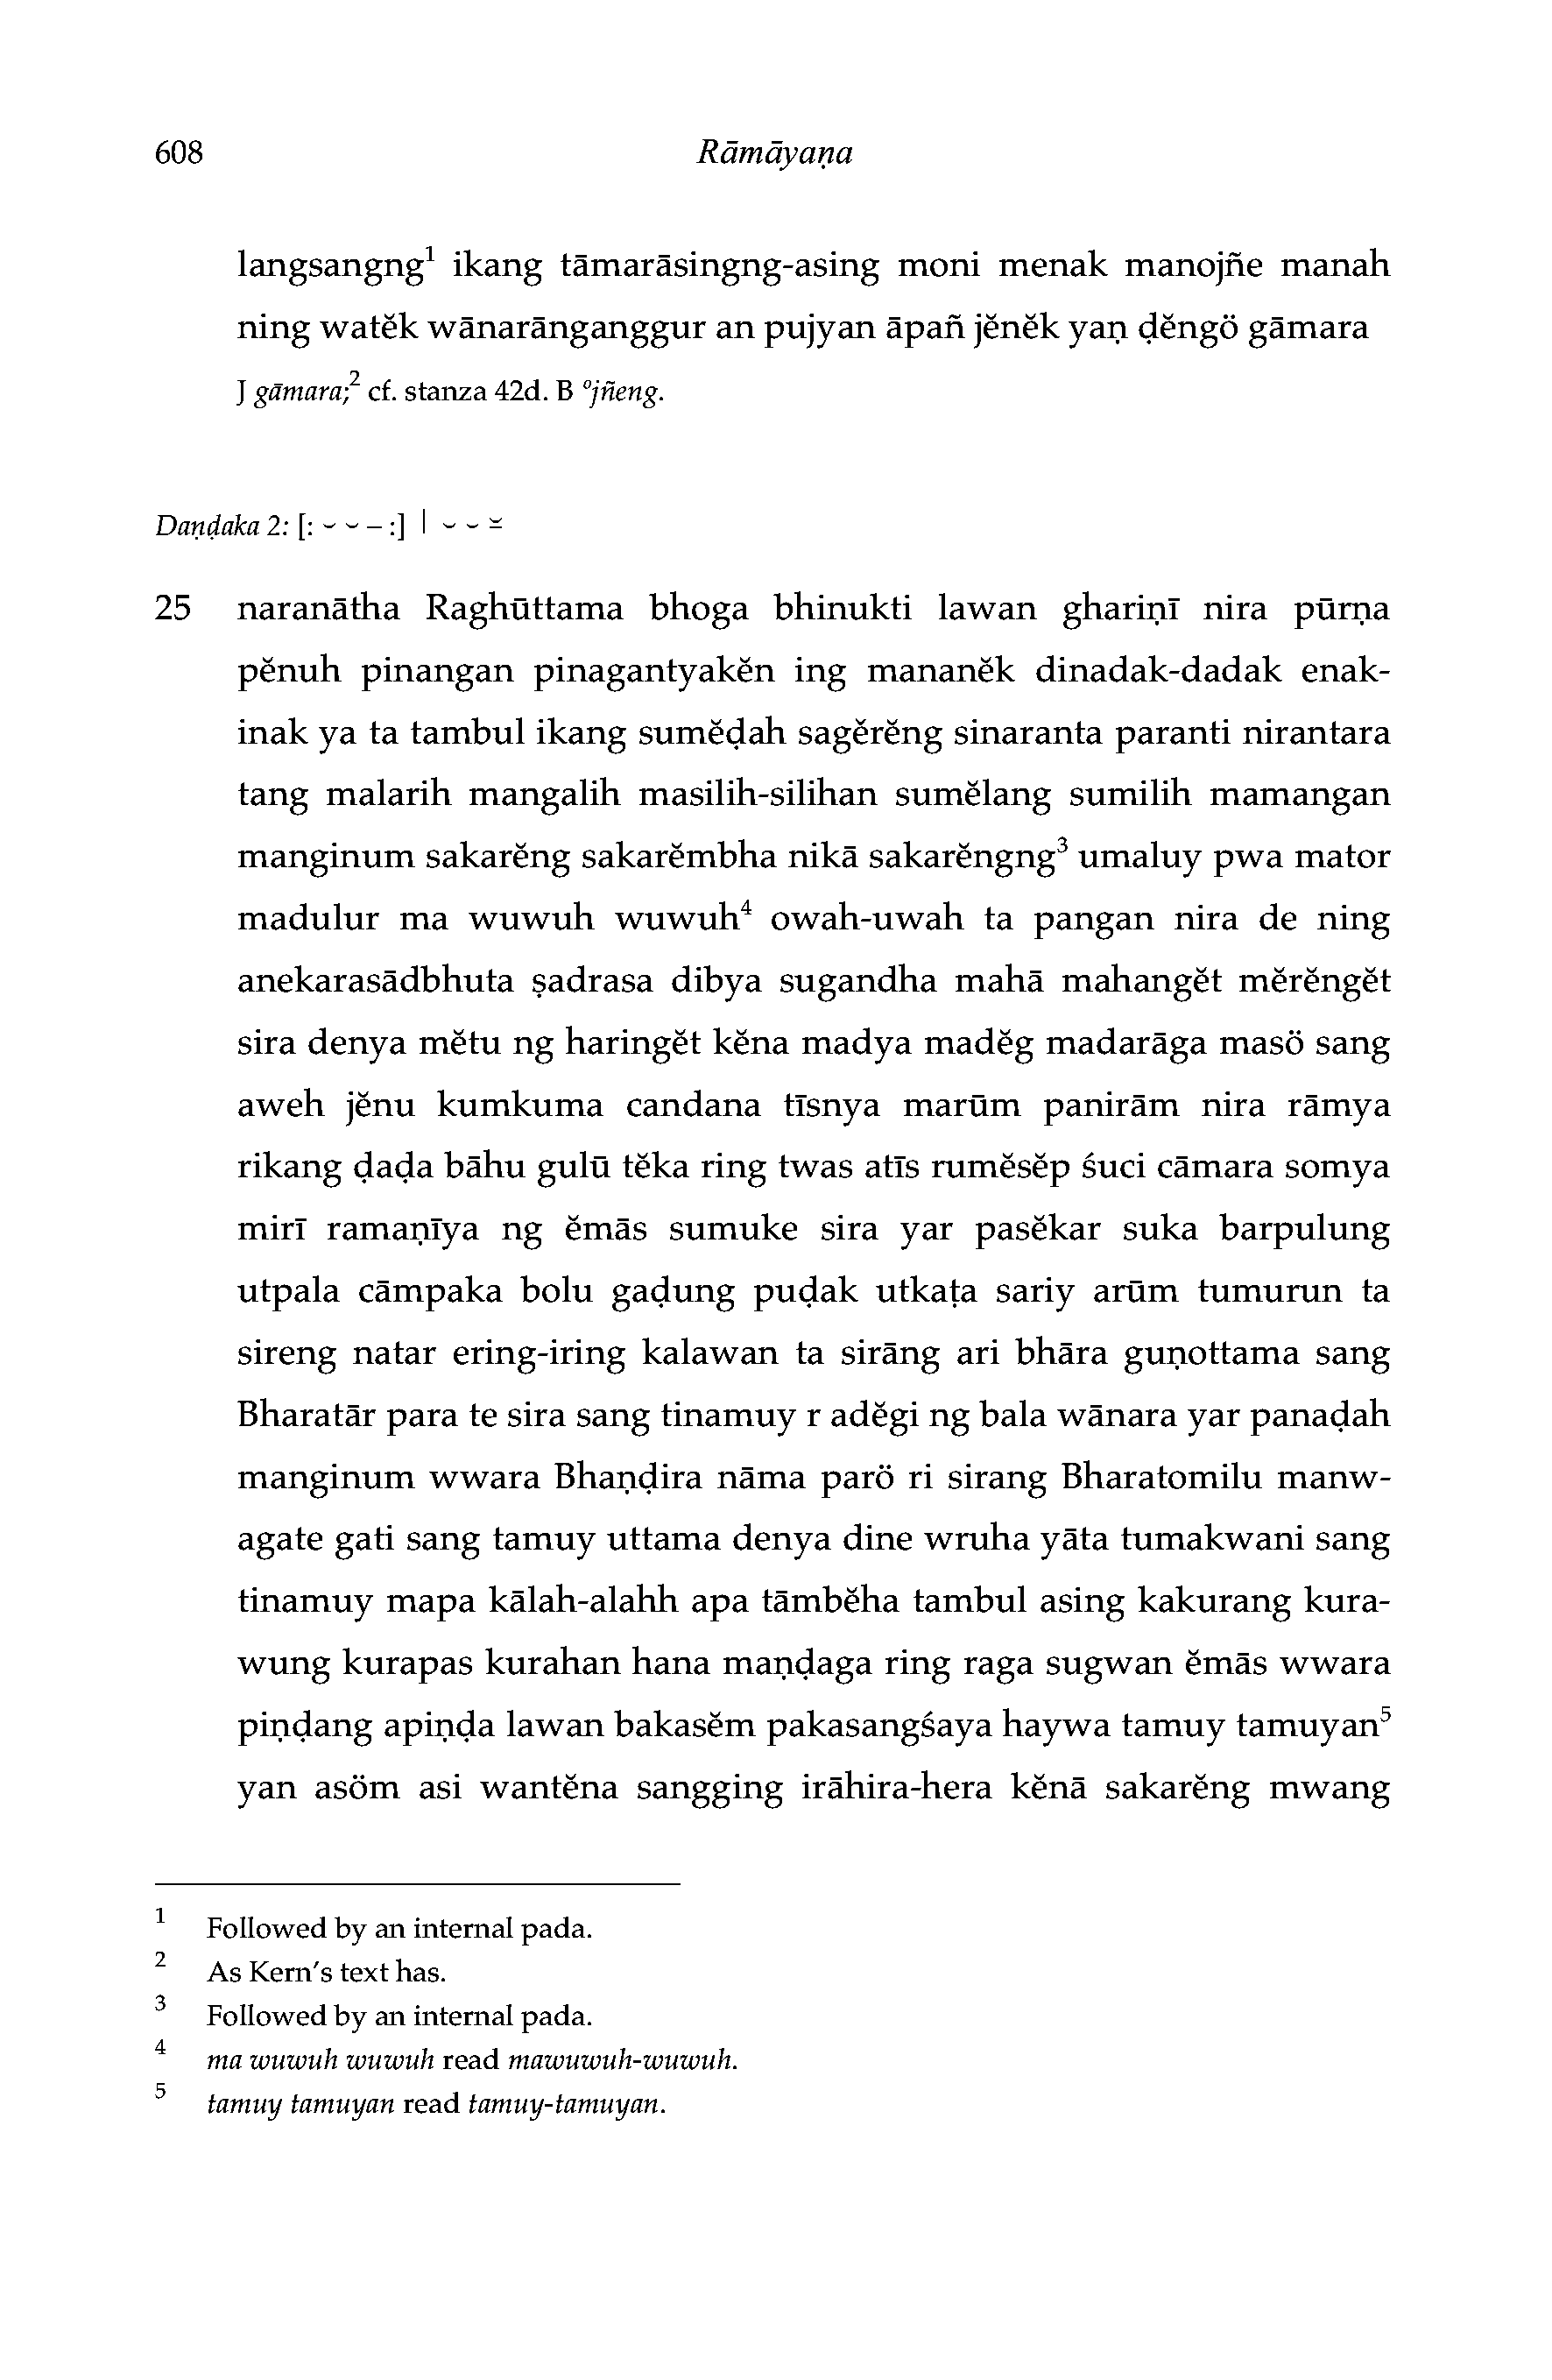 608 Rāmāyaṇa
langsangng¹ ikang tāmarāsingng-asing moni menak manojñe manah
ning watĕk wānarānganggur an pujyan āpañ jĕnĕk yaṇ ḍĕngö gāmara
J gāmara;² cf. stanza 42d. B °jñeng.
Daṇḍaka 2: [: ⏑ ⏑ – :] | ⏑ ⏑ ⏓
25 naranātha Raghūttama bhoga bhinukti lawan ghariṇī nira pūrṇa
pĕnuh pinangan pinagantyakĕn ing mananĕk dinadak-dadak enak-
inak ya ta tambul ikang sumĕḍah sagĕrĕng sinaranta paranti nirantara
tang malarih mangalih masilih-silihan sumĕlang sumilih mamangan
manginum sakarĕng sakarĕmbha nikā sakarĕngng³ umaluy pwa mator
madulur ma wuwuh wuwuh⁴ owah-uwah ta pangan nira de ning
anekarasādbhuta ṣadrasa dibya sugandha mahā mahangĕt mĕrĕngĕt
sira denya mĕtu ng haringĕt kĕna madya madĕg madarāga masö sang
aweh jĕnu kumkuma candana tīsnya marūm panirām nira rāmya
rikang ḍaḍa bāhu gulū tĕka ring twas atīs rumĕsĕp śuci cāmara somya
mirī ramaṇīya ng ĕmās sumuke sira yar pasĕkar suka barpulung
utpala cāmpaka bolu gaḍung puḍak utkaṭa sariy arūm tumurun ta
sireng natar ering-iring kalawan ta sirāng ari bhāra guṇottama sang
Bharatār para te sira sang tinamuy r adĕgi ng bala wānara yar panaḍah
manginum wwara Bhaṇḍira nāma parö ri sirang Bharatomilu manw-
agate gati sang tamuy uttama denya dine wruha yāta tumakwani sang
tinamuy mapa kālah-alahh apa tāmbĕha tambul asing kakurang kura-
wung kurapas kurahan hana maṇḍaga ring raga sugwan ĕmās wwara
piṇḍang apiṇḍa lawan bakasĕm pakasangśaya haywa tamuy tamuyan⁵
yan asöm asi wantĕna sangging irāhira-hera kĕnā sakarĕng mwang
¹ Followed by an internal pada.
² As Kern's text has.
³ Followed by an internal pada.
⁴ ma wuwuh wuwuh read mawuwuh-wuwuh.
⁵ tamuy tamuyan read tamuy-tamuyan.